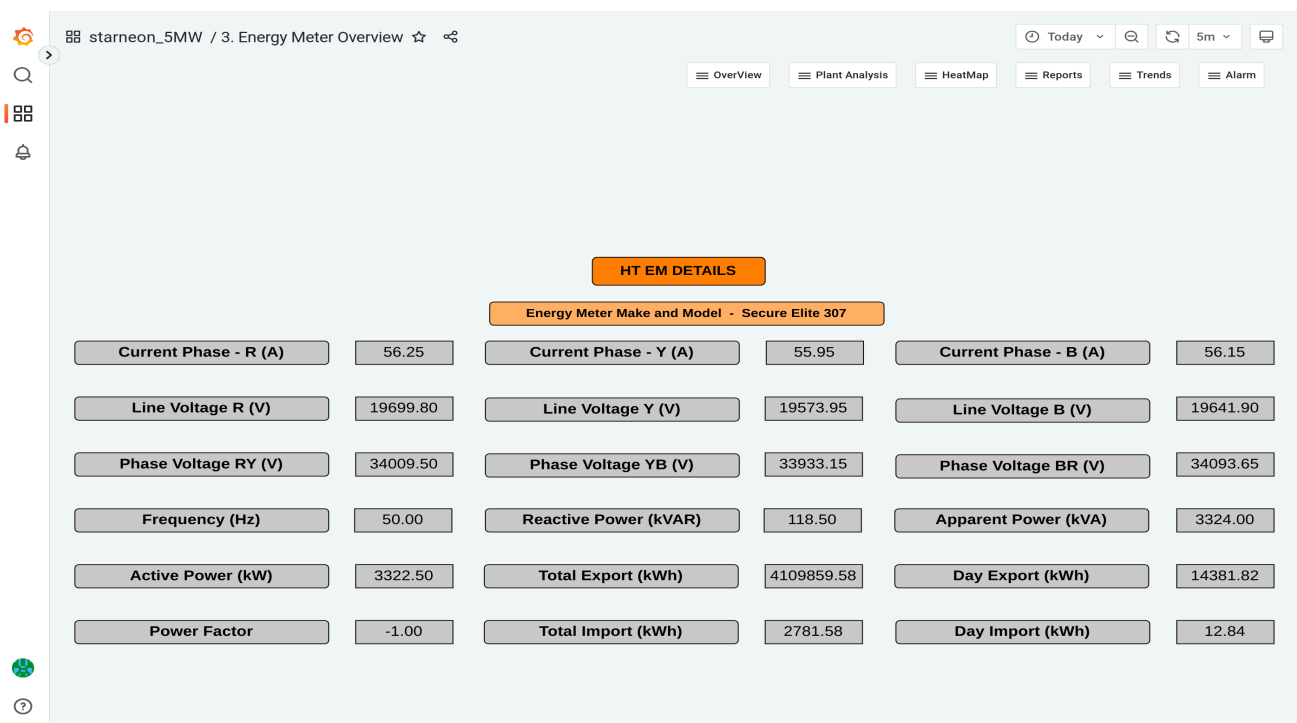 starneon_5MW / 3. Energy Meter Overview
Today
5m
OverView
Plant Analysis
HeatMap
Reports
Trends
Alarm
HT EM DETAILS
Energy Meter Make and Model - Secure Elite 307
Current Phase - R (A) 56.25 Current Phase - Y (A) 55.95 Current Phase - B (A) 56.15
Line Voltage R (V) 19699.80 Line Voltage Y (V) 19573.95 Line Voltage B (V) 19641.90
Phase Voltage RY (V) 34009.50 Phase Voltage YB (V) 33933.15 Phase Voltage BR (V) 34093.65
Frequency (Hz) 50.00 Reactive Power (kVAR) 118.50 Apparent Power (kVA) 3324.00
Active Power (kW) 3322.50 Total Export (kWh) 4109859.58 Day Export (kWh) 14381.82
Power Factor -1.00 Total Import (kWh) 2781.58 Day Import (kWh) 12.84